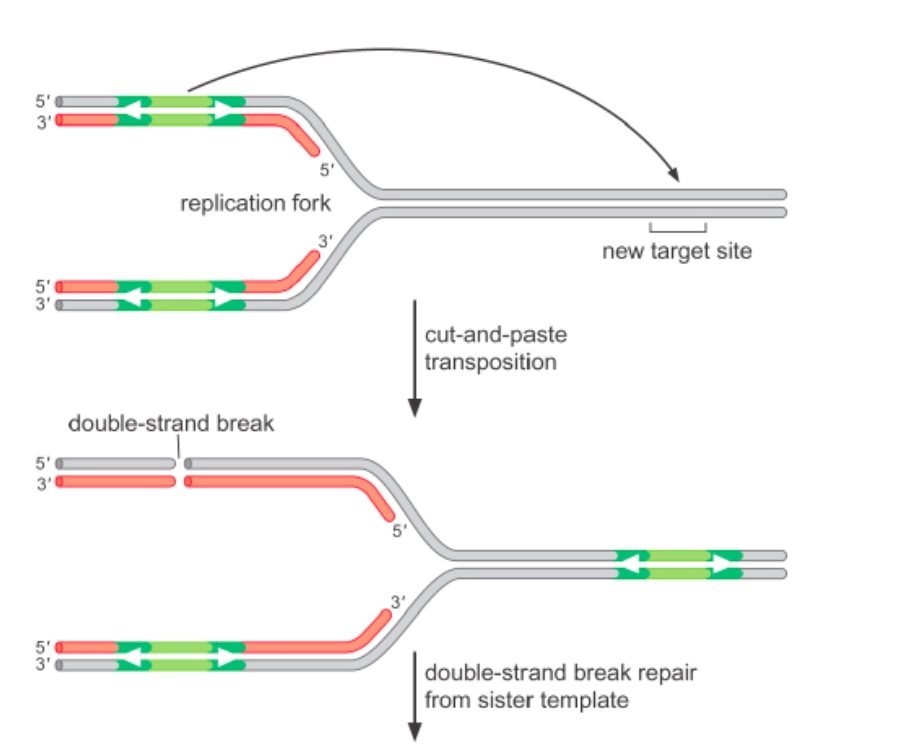 5′
3′
5′
replication fork
3′
new target site
5′
3′
cut-and-paste
transposition
double-strand break
5′
3′
5′
3′
5′
3′
double-strand break repair
from sister template